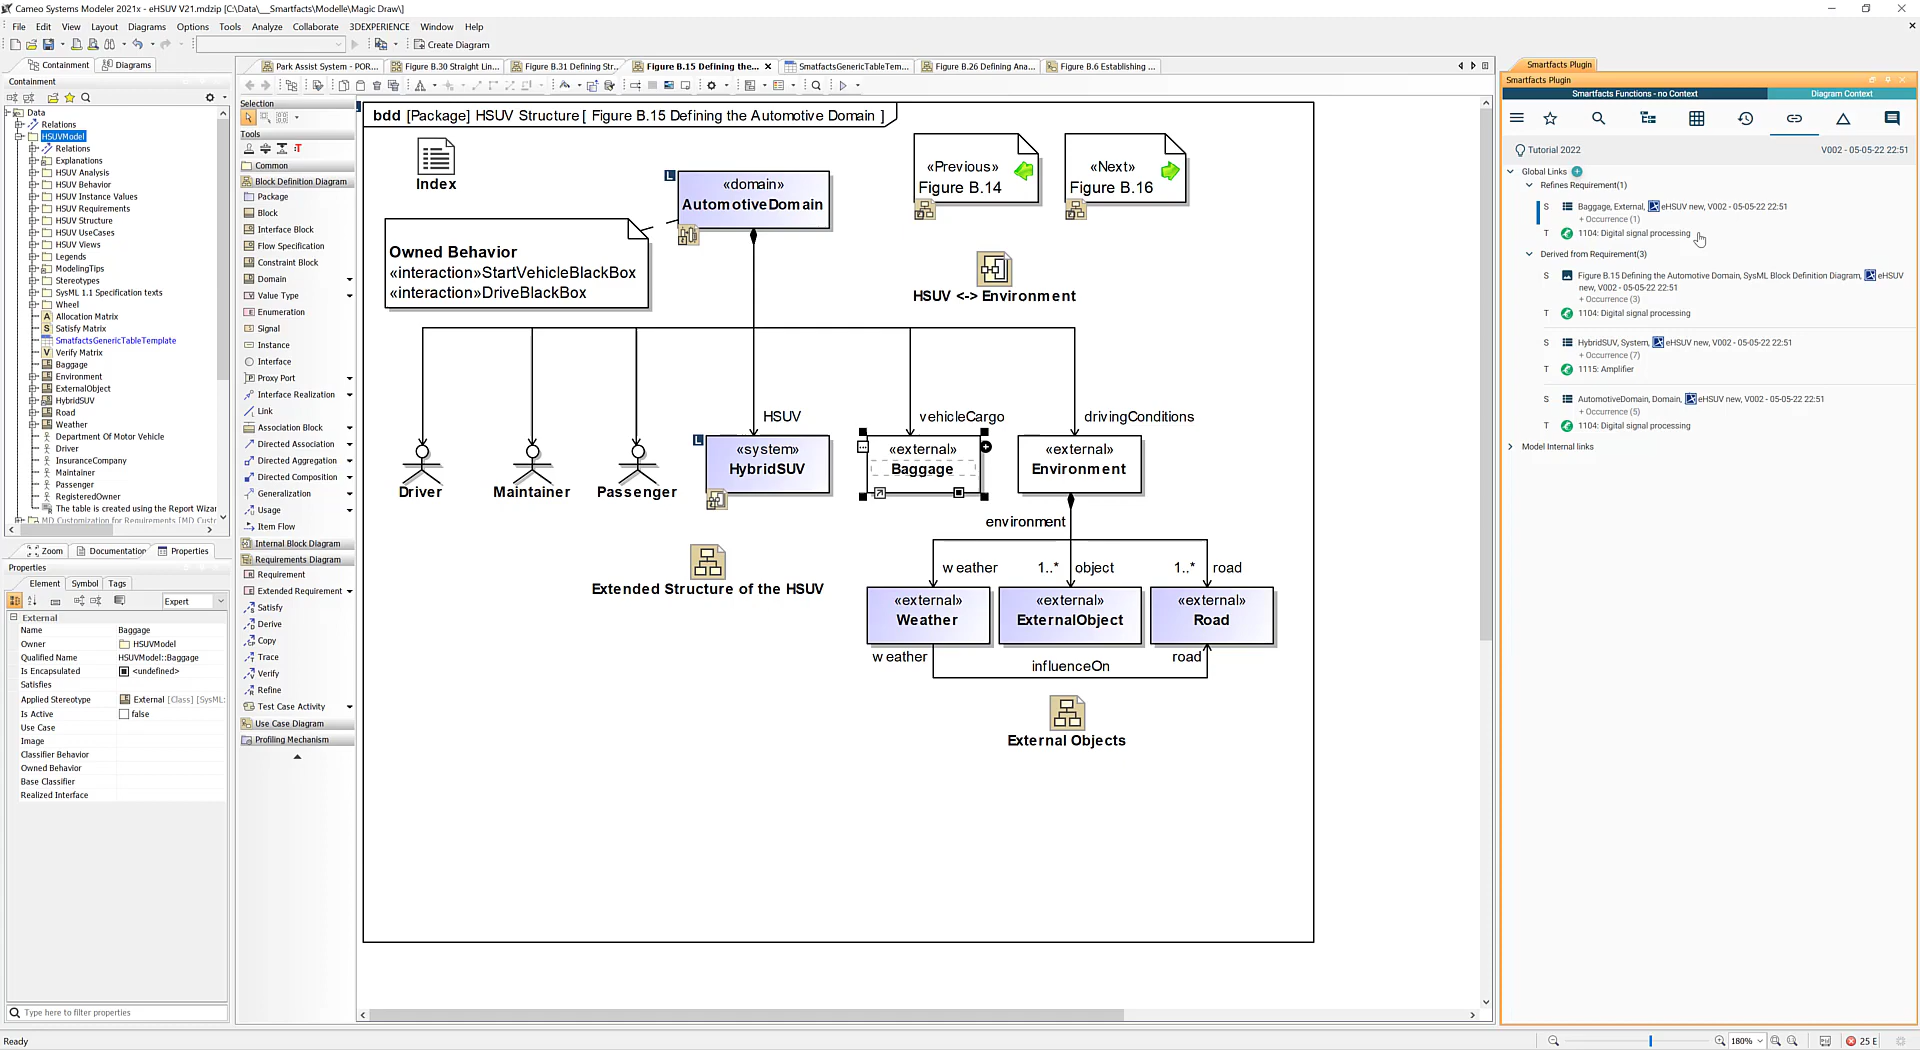 Cameo Systems Modeler 2021x - eHSUV V21.mdzip [C:\Data\__Smartfacts\Modelle\Magic Draw\]
File Edit View Layout Diagrams Options Tools Analyze Collaborate 3DEXPERIENCE Window Help
Create Diagram
Containment Diagrams
Containment
Data
Relations
HSUVModel
Relations
Explanations
HSUV Analysis
HSUV Behavior
HSUV Instance Values
HSUV Requirements
HSUV Structure
HSUV UseCases
HSUV Views
Legends
ModelingTips
Stereotypes
SysML 1.1 Specification texts
Wheel
Allocation Matrix
Satisfy Matrix
SmatfactsGenericTableTemplate
Verify Matrix
Baggage
Environment
ExternalObject
HybridSUV
Road
Weather
Department Of Motor Vehicle
Driver
InsuranceCompany
Maintainer
Passenger
RegisteredOwner
The table is created using the Report Wizar
MD Customization for Requirements [MD Custo
Zoom Documentation Properties
Properties
Element Symbol Tags
Expert
External
Name Baggage
Owner HSUVModel
Qualified Name HSUVModel::Baggage
Is Encapsulated <undefined>
Satisfies
Applied Stereotype External [Class] [SysML:
Is Active false
Use Case
Image
Classifier Behavior
Owned Behavior
Base Classifier
Realized Interface
Type here to filter properties
Ready
Park Assist System - POR... Figure B.30 Straight Lin... Figure B.31 Defining Str... Figure B.15 Defining the... SmatfactsGenericTableTem... Figure B.26 Defining Ana... Figure B.6 Establishing ...
Selection
Tools
Common
Block Definition Diagram
Package
Block
Interface Block
Flow Specification
Constraint Block
Domain
Value Type
Enumeration
Signal
Instance
Interface
Proxy Port
Interface Realization
Link
Association Block
Directed Association
Directed Aggregation
Directed Composition
Generalization
Usage
Item Flow
Internal Block Diagram
Requirements Diagram
Requirement
Extended Requirement
Satisfy
Derive
Copy
Trace
Verify
Refine
Test Case Activity
Use Case Diagram
Profiling Mechanism
bdd [Package] HSUV Structure [ Figure B.15 Defining the Automotive Domain ]
Index
«domain»
AutomotiveDomain
«Previous»
Figure B.14
«Next»
Figure B.16
Owned Behavior
«interaction»StartVehicleBlackBox
«interaction»DriveBlackBox
HSUV <-> Environment
HSUV
vehicleCargo
drivingConditions
Driver
Maintainer
Passenger
L
«system»
HybridSUV
«external»
Baggage
«external»
Environment
environment
Extended Structure of the HSUV
weather
1..* object
1..* road
«external»
Weather
«external»
ExternalObject
«external»
Road
weather
influenceOn
road
External Objects
Smartfacts Plugin
Smartfacts Plugin
Smartfacts Functions - no Context Diagram Context
Tutorial 2022 V002 - 05-05-22 22:51
Global Links
Refines Requirement(1)
S Baggage, External, eHSUV new, V002 - 05-05-22 22:51
+ Occurrence (1)
T 1104: Digital signal processing
Derived from Requirement(3)
S Figure B.15 Defining the Automotive Domain, SysML Block Definition Diagram, eHSUV
new, V002 - 05-05-22 22:51
+ Occurrence (3)
T 1104: Digital signal processing
S HybridSUV, System, eHSUV new, V002 - 05-05-22 22:51
+ Occurrence (7)
T 1115: Amplifier
S AutomotiveDomain, Domain, eHSUV new, V002 - 05-05-22 22:51
+ Occurrence (5)
T 1104: Digital signal processing
Model Internal links
180%
25 E